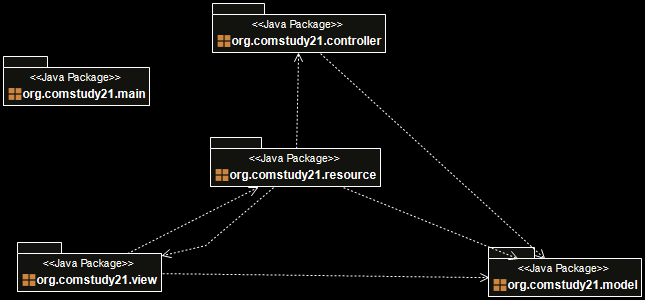 <<Java Package>>
org.comstudy21.controller
<<Java Package>>
org.comstudy21.main
<<Java Package>>
org.comstudy21.resource
<<Java Package>>
org.comstudy21.view
<<Java Package>>
org.comstudy21.model